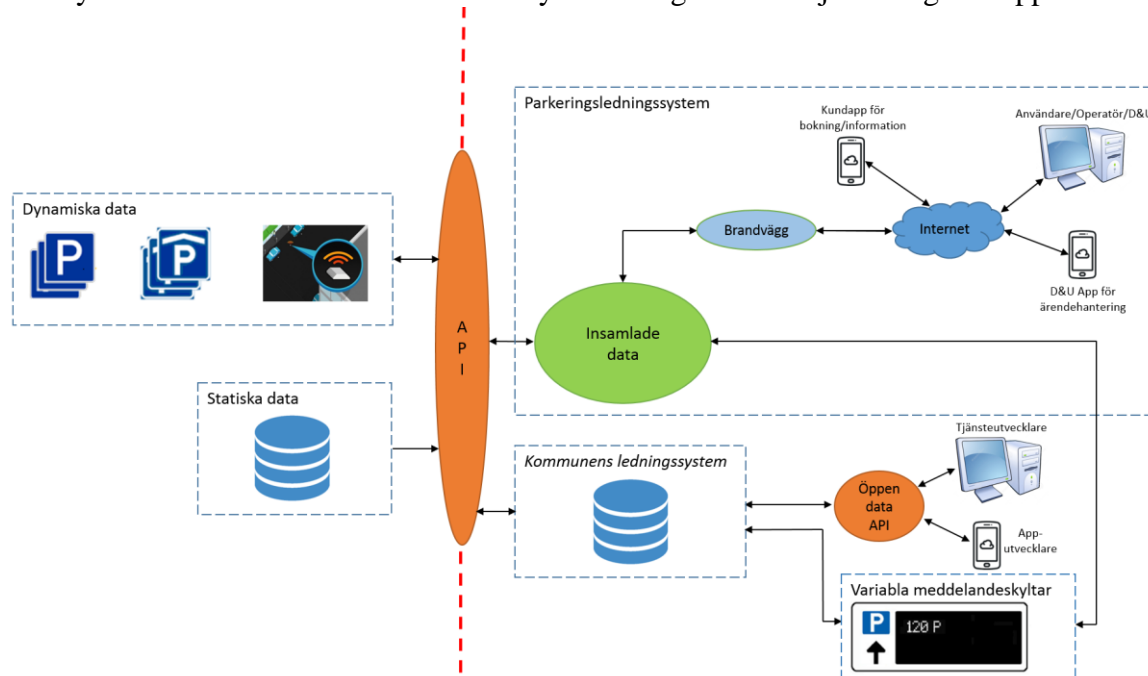 Parkeringsledningssystem
Kundapp för
bokning/information
Användare/Operatör/D&U
Dynamiska data
P
P
Brandvägg
Internet
D&U App för
ärendehantering
A
P
I
Insamlade
data
Statiska data
Kommunens ledningssystem
Tjänsteutvecklare
Öppen
data
API
App-
utvecklare
Variabla meddelandeskyltar
P
120 P